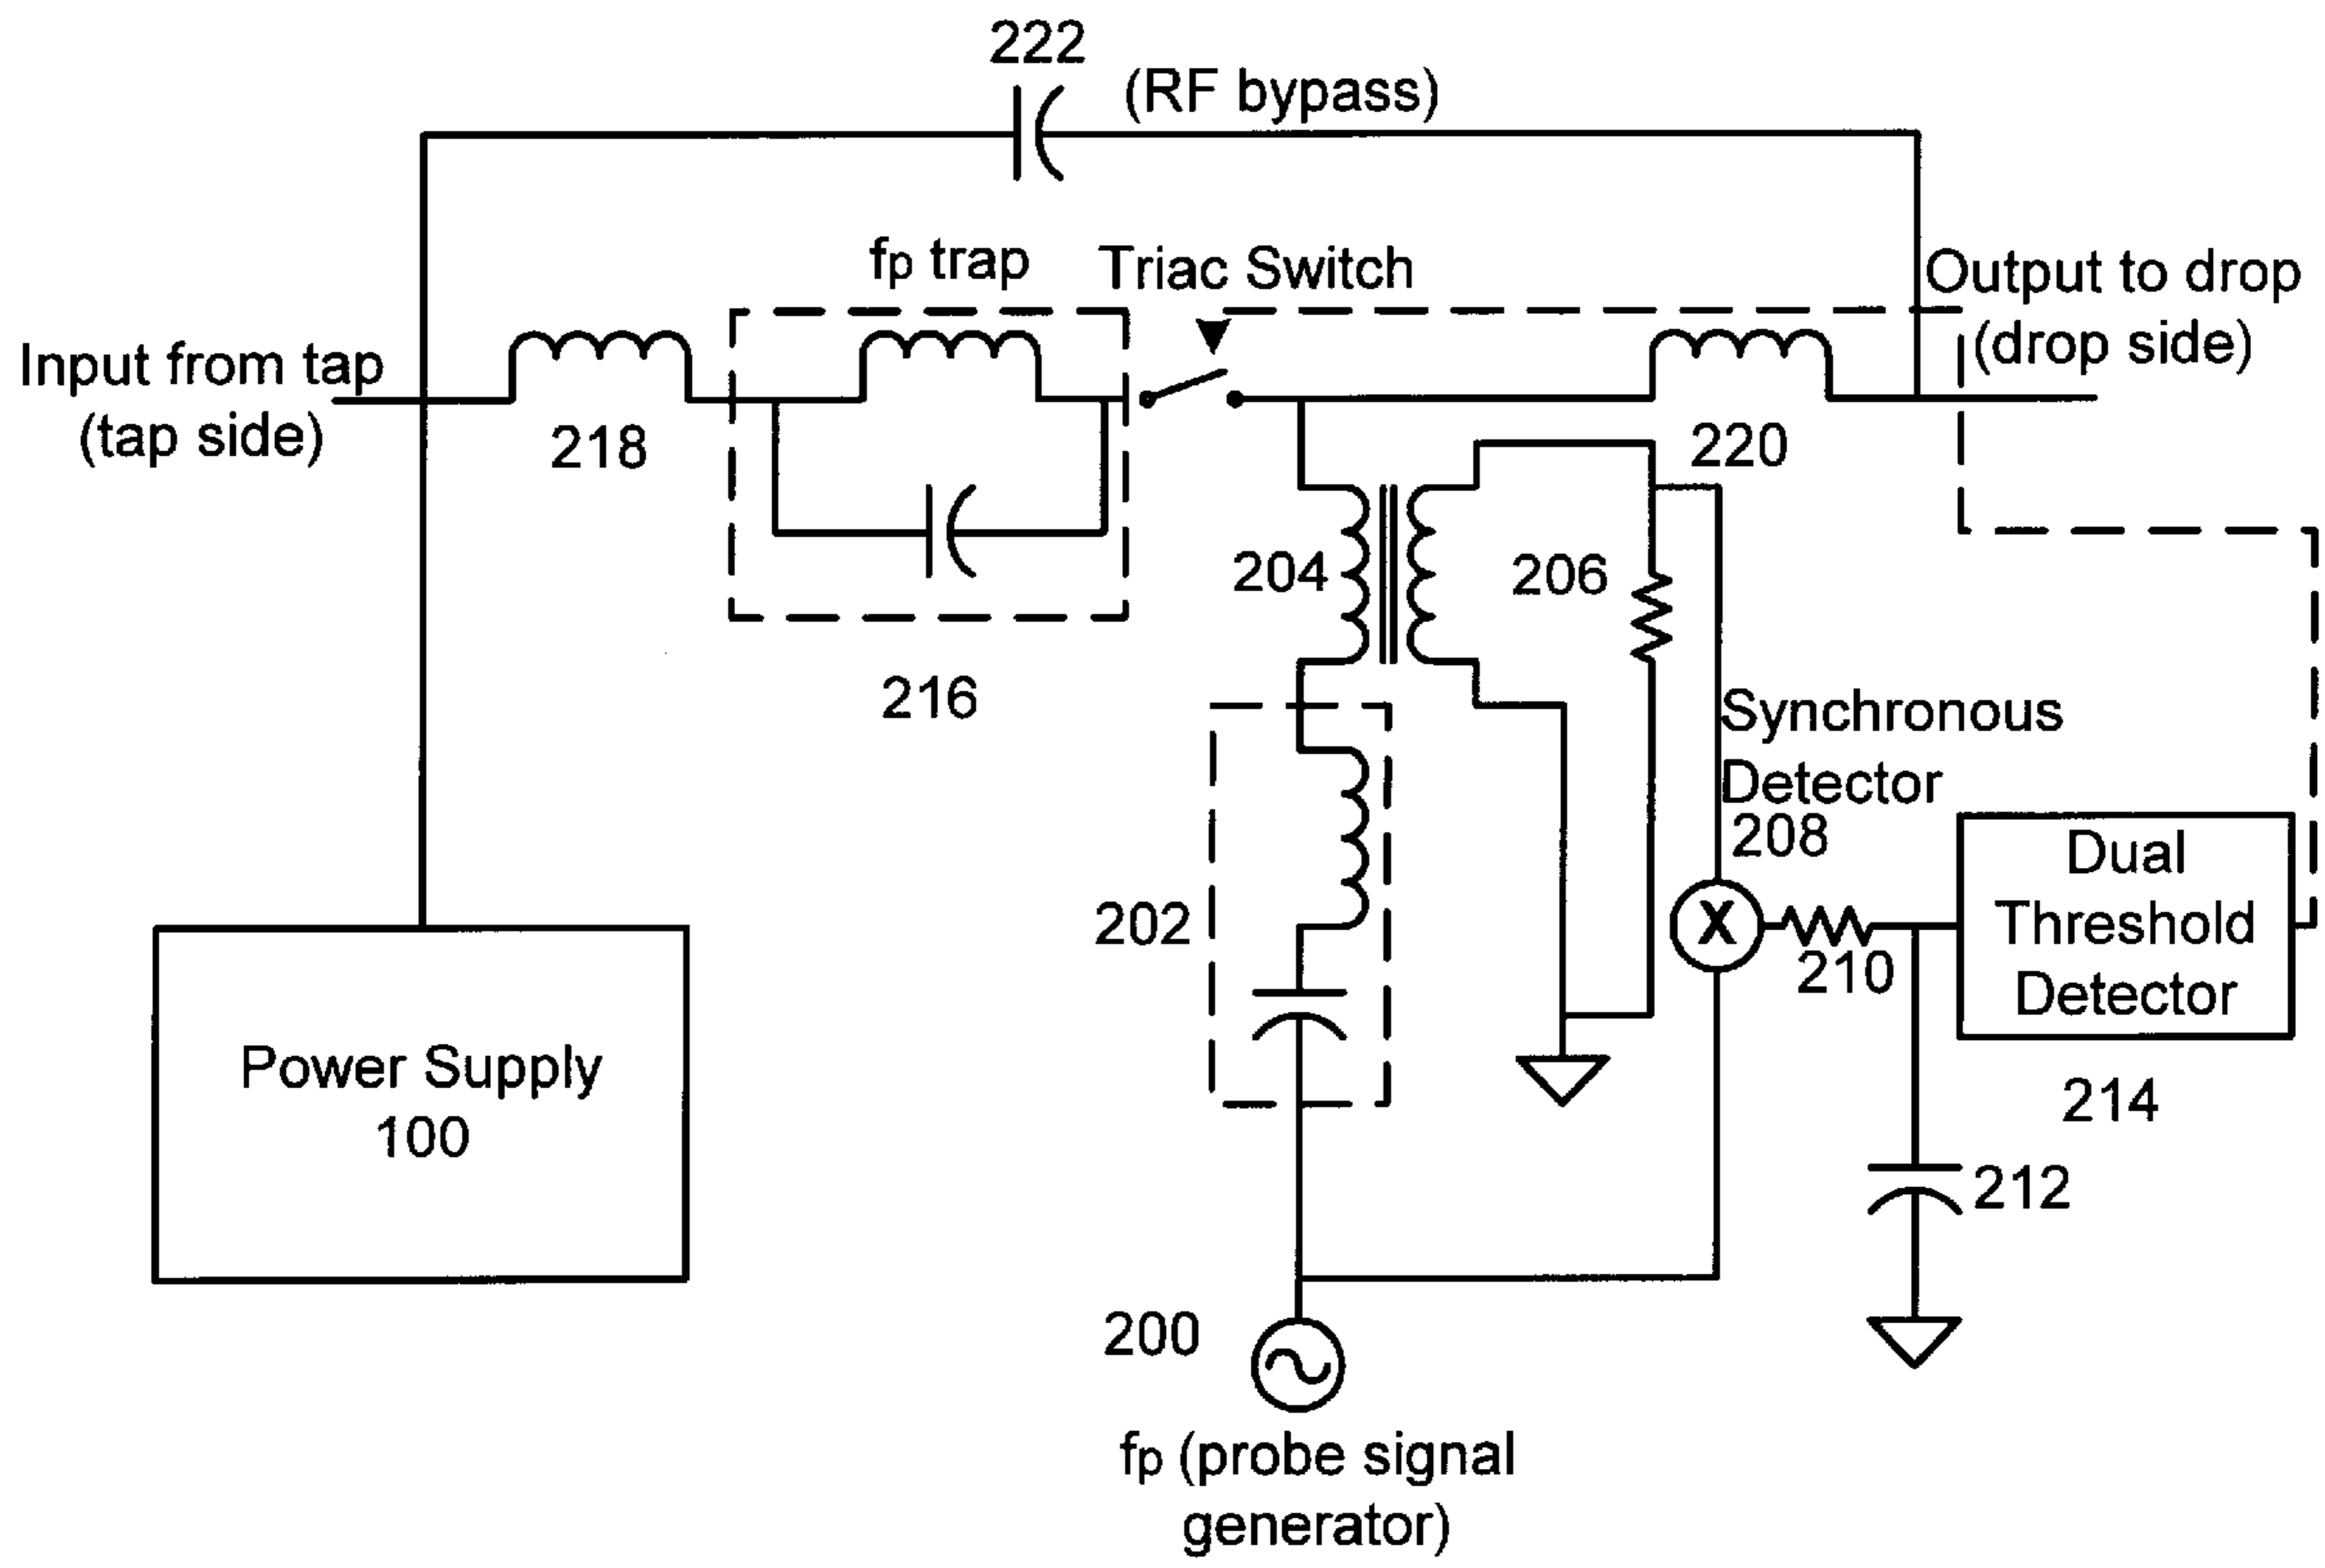 222
(RF bypass)
fp trap
Triac Switch
Output to drop
(drop side)
Input from tap
(tap side)
218
220
204
206
216
Synchronous
Detector
208
202
X
210
Dual
Threshold
Detector
214
Power Supply
100
212
200
fp (probe signal
generator)